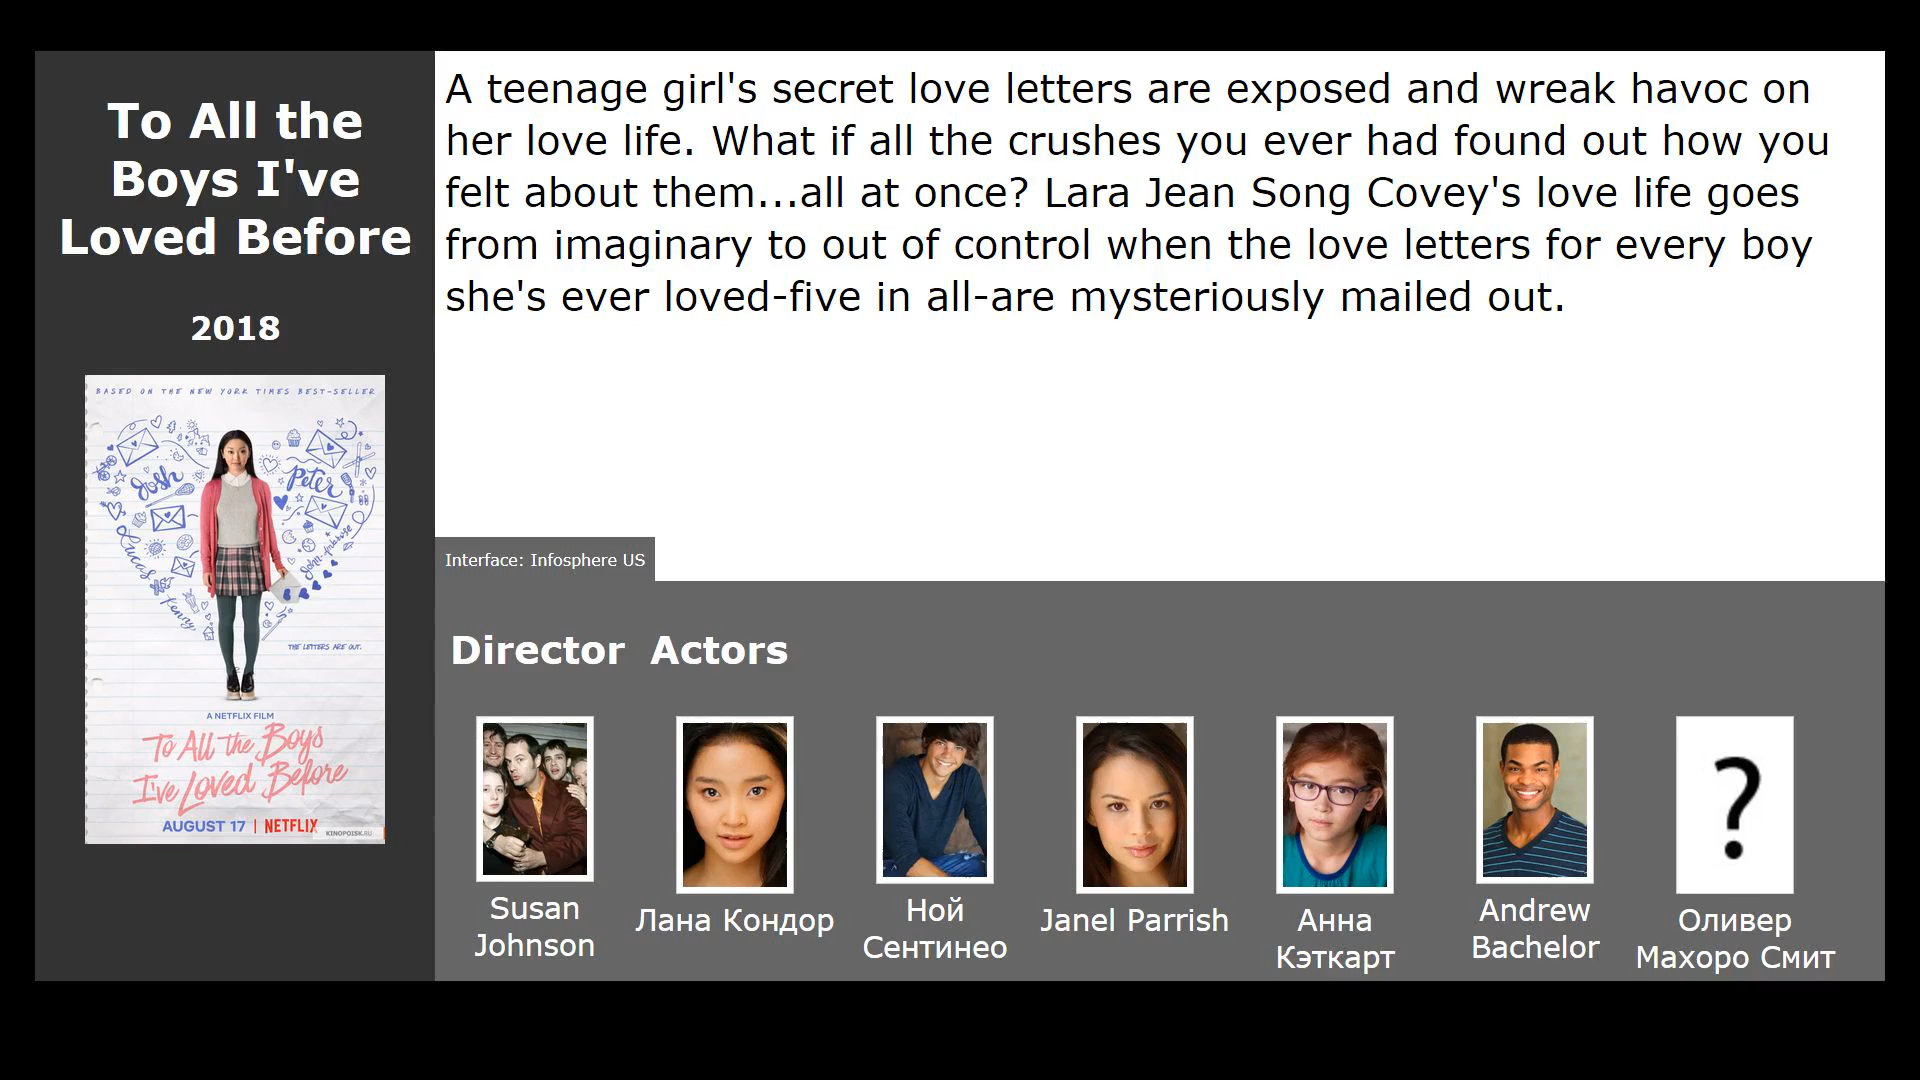 To All the
Boys I've
Loved Before
2018
BASED ON THE NEW YORK TIMES BEST-SELLER
Josh
Peter
Lucas
Kenny
John Ambrose
THE LETTERS ARE OUT.
A NETFLIX FILM
To All the Boys
I've Loved Before
AUGUST 17 | NETFLIX
KINOPOISK.RU
A teenage girl's secret love letters are exposed and wreak havoc on
her love life. What if all the crushes you ever had found out how you
felt about them...all at once? Lara Jean Song Covey's love life goes
from imaginary to out of control when the love letters for every boy
she's ever loved-five in all-are mysteriously mailed out.
Interface: Infosphere US
Director Actors
?
Susan
Johnson
Лана Кондор
Ной
Сентинео
Janel Parrish
Анна
Кэткарт
Andrew
Bachelor
Оливер
Махоро Смит